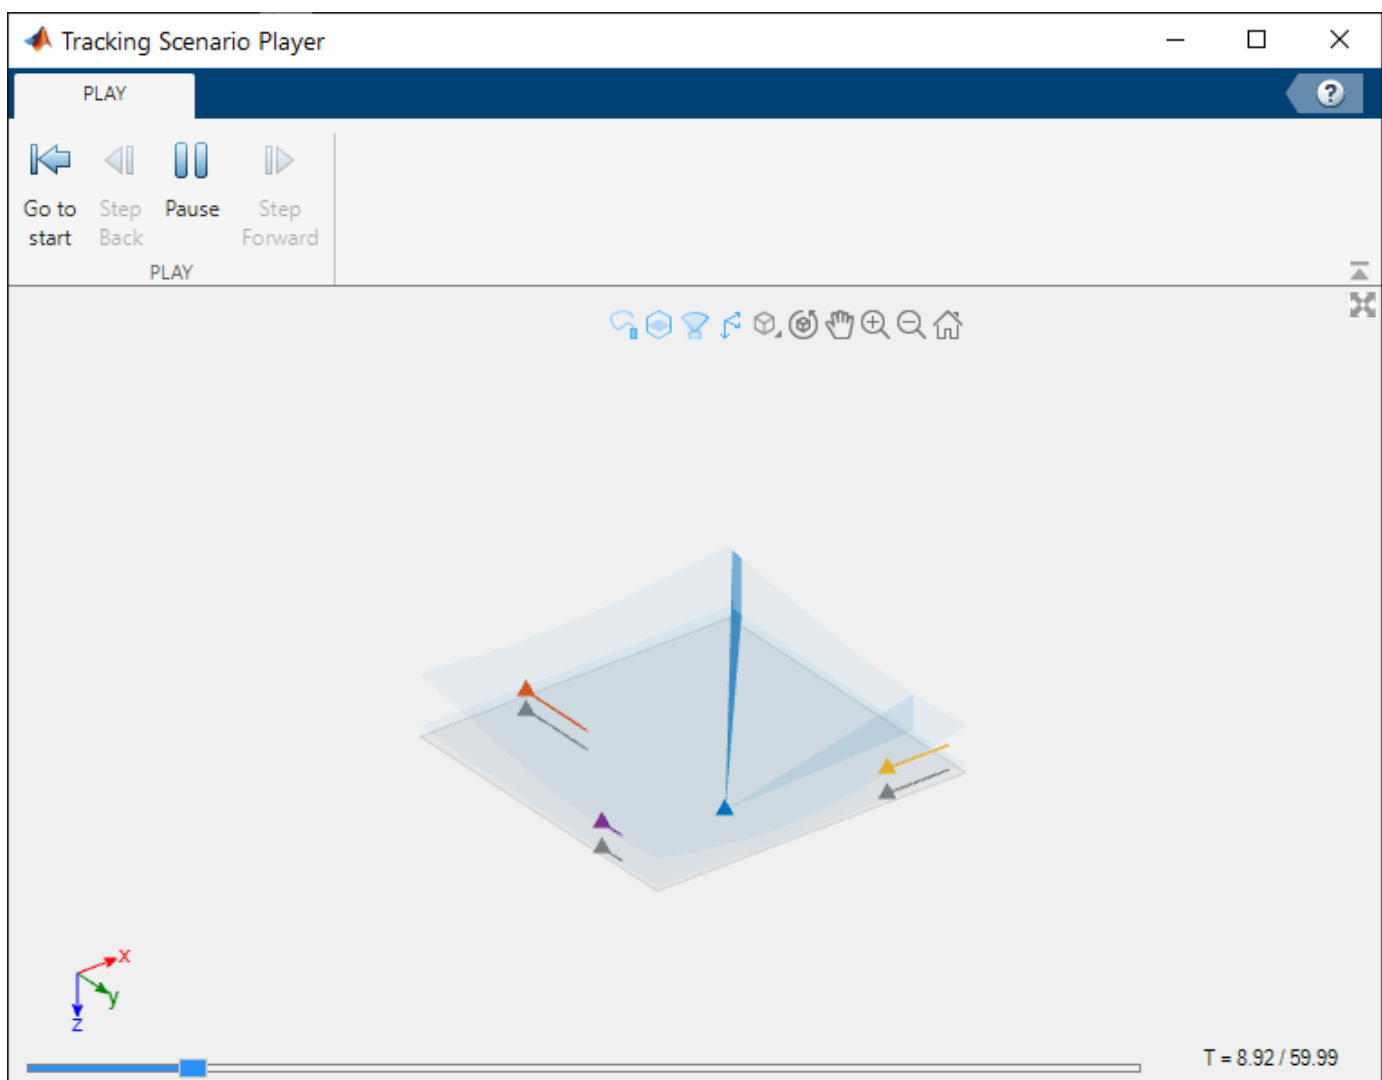 Tracking Scenario Player
PLAY
?
Go to start
Step Back
Pause
Step Forward
PLAY
x
y
z
T = 8.92 / 59.99